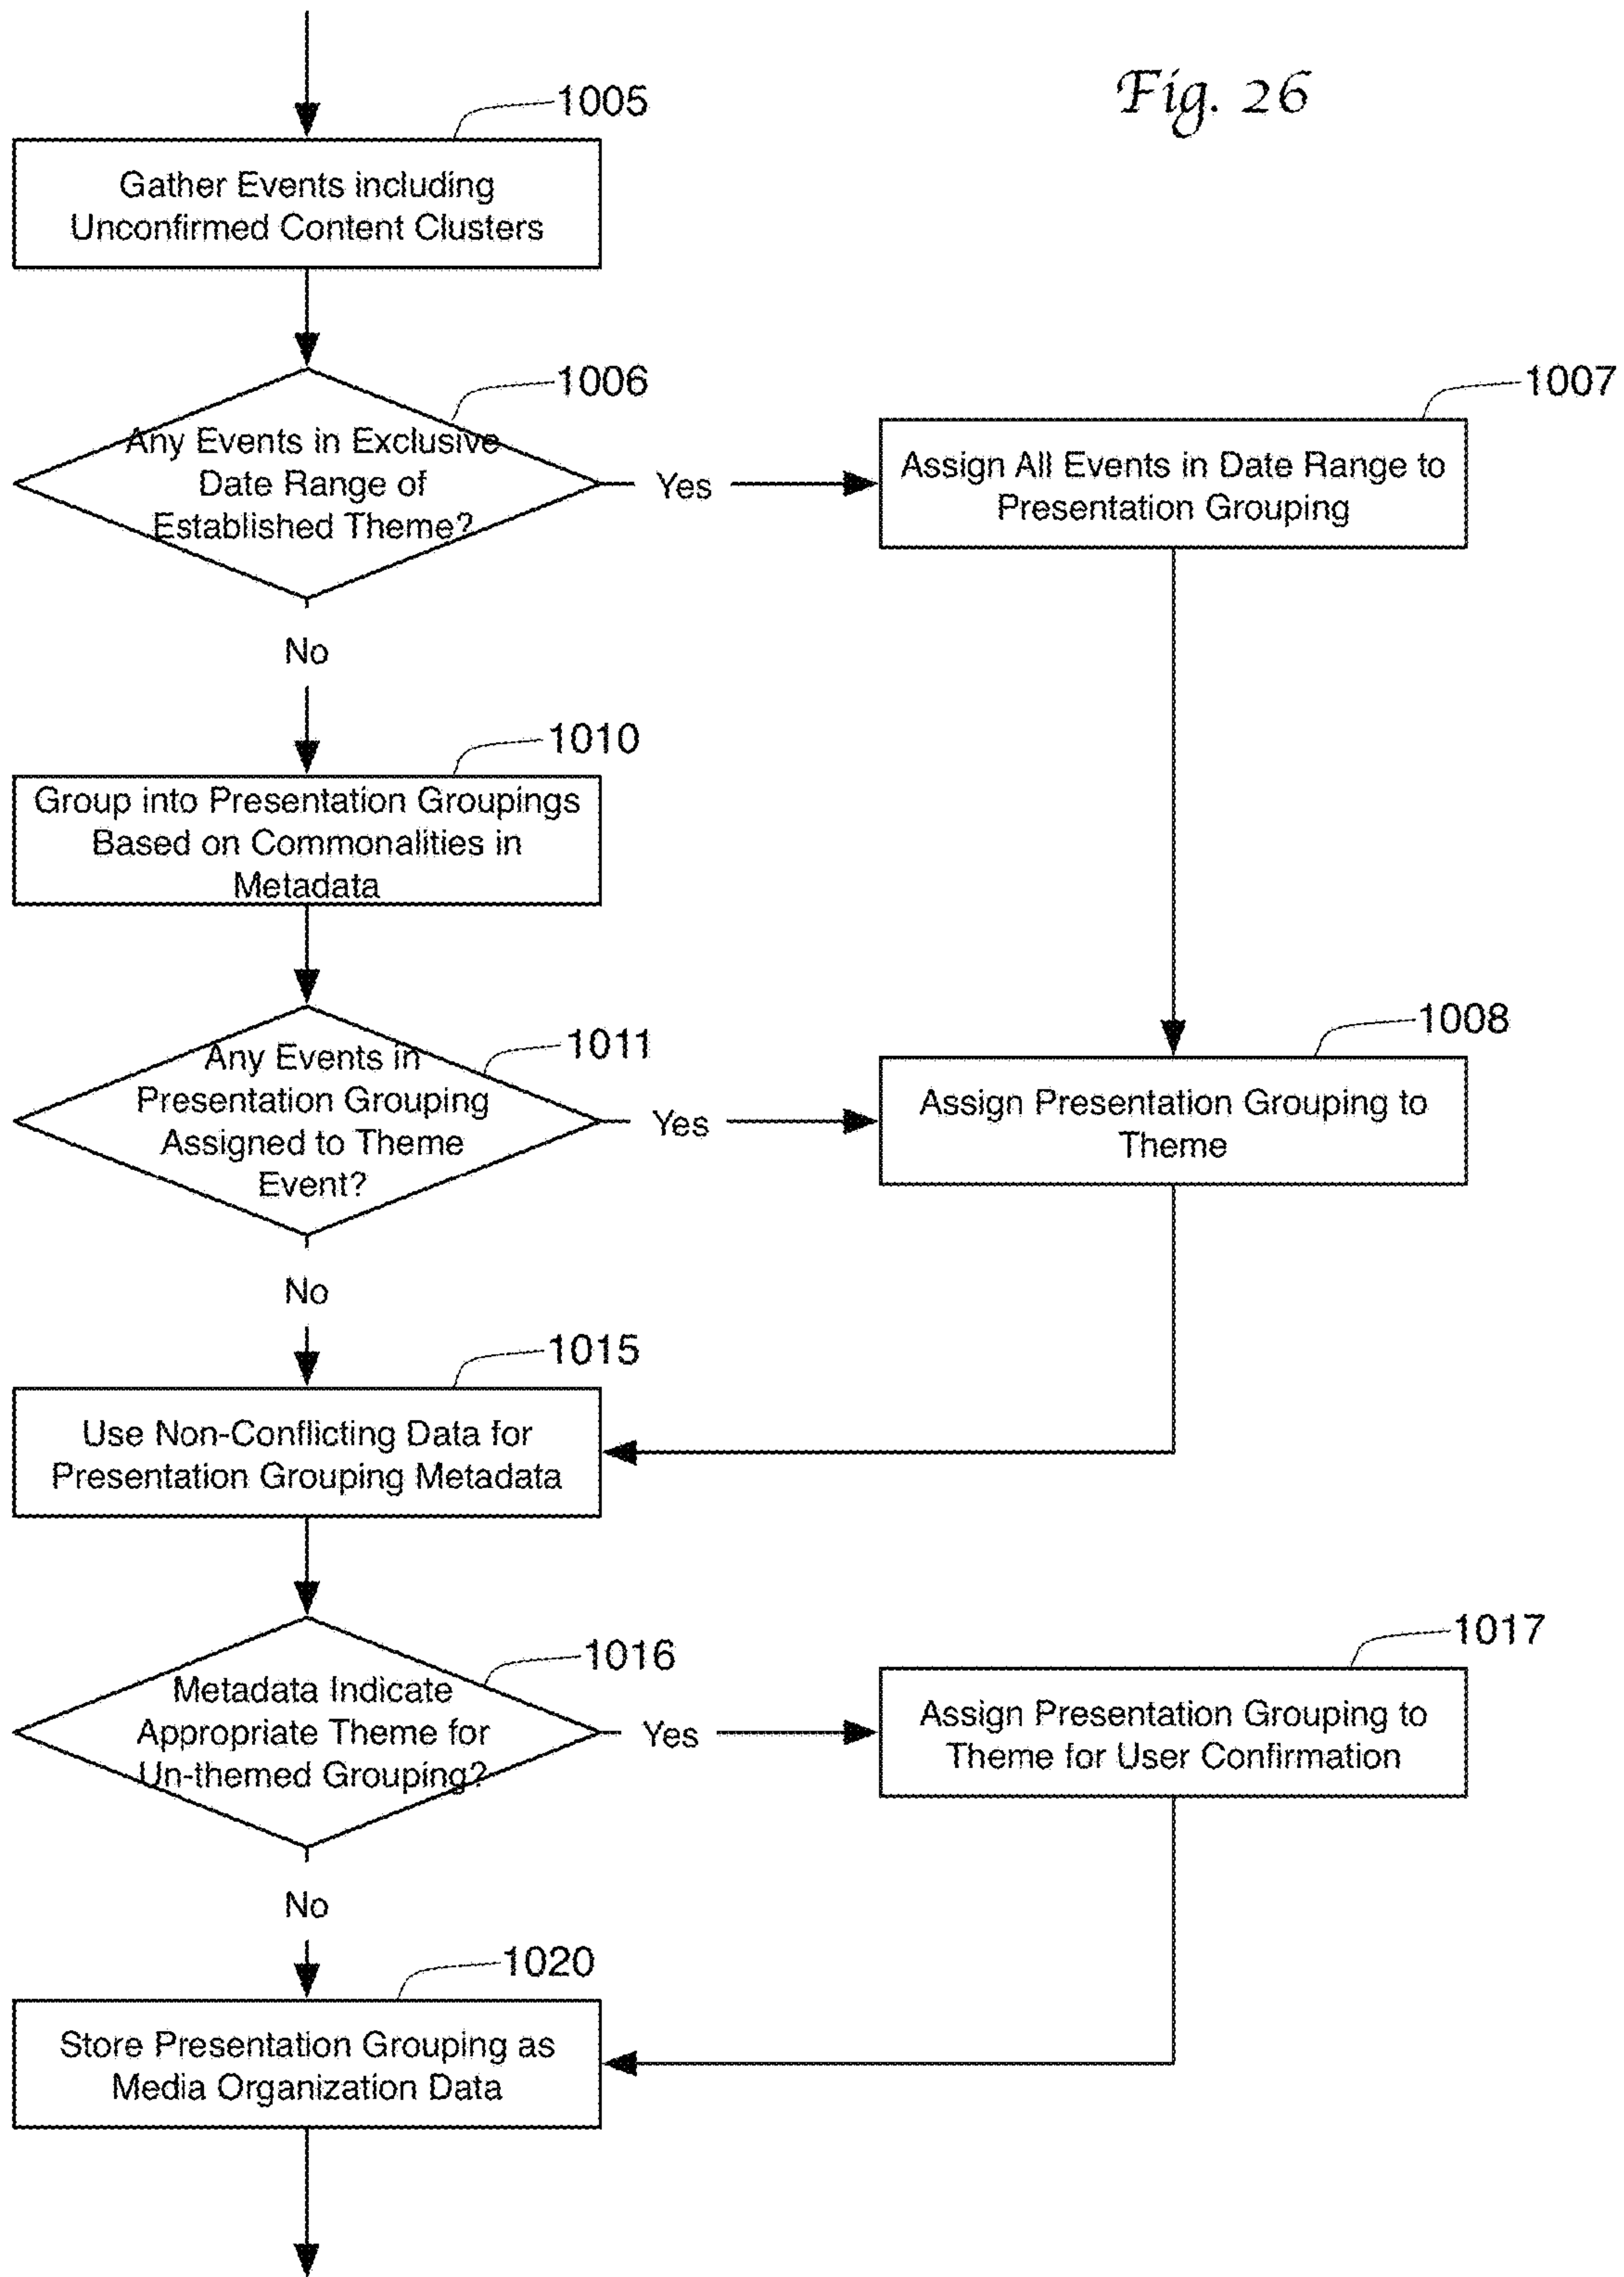 Fig. 26
1005
Gather Events including
Unconfirmed Content Clusters
1006
Any Events in Exclusive
Date Range of
Established Theme?
Yes
1007
Assign All Events in Date Range to
Presentation Grouping
No
1010
Group into Presentation Groupings
Based on Commonalities in
Metadata
1011
Any Events in
Presentation Grouping
Assigned to Theme
Event?
Yes
1008
Assign Presentation Grouping to
Theme
No
1015
Use Non-Conflicting Data for
Presentation Grouping Metadata
1016
Metadata Indicate
Appropriate Theme for
Un-themed Grouping?
Yes
1017
Assign Presentation Grouping to
Theme for User Confirmation
No
1020
Store Presentation Grouping as
Media Organization Data